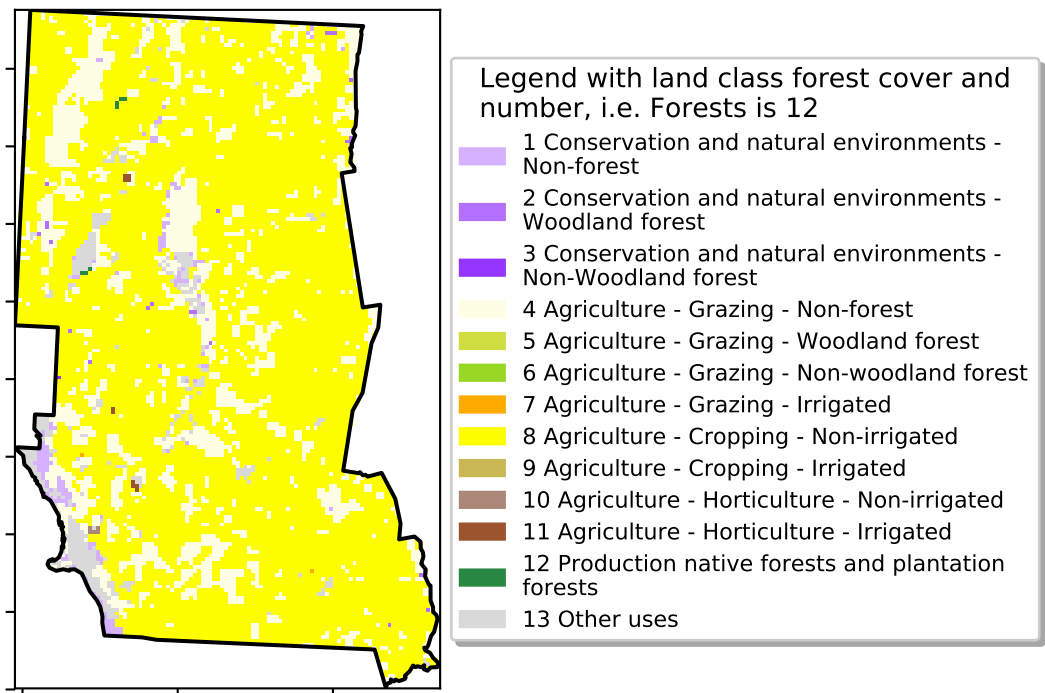 Legend with land class forest cover and
number, i.e. Forests is 12
1 Conservation and natural environments -
Non-forest
2 Conservation and natural environments -
Woodland forest
3 Conservation and natural environments -
Non-Woodland forest
4 Agriculture - Grazing - Non-forest
5 Agriculture - Grazing - Woodland forest
6 Agriculture - Grazing - Non-woodland forest
7 Agriculture - Grazing - Irrigated
8 Agriculture - Cropping - Non-irrigated
9 Agriculture - Cropping - Irrigated
10 Agriculture - Horticulture - Non-irrigated
11 Agriculture - Horticulture - Irrigated
12 Production native forests and plantation
forests
13 Other uses